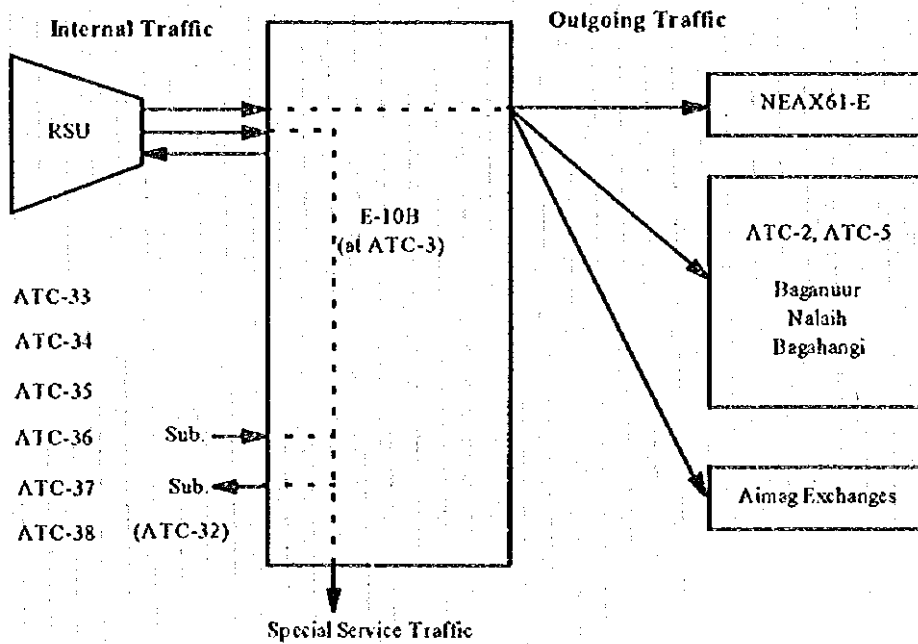 Internal Traffic
Outgoing Traffic
RSU
NEAX61-E
E-10B
(at ATC-3)
ATC-2, ATC-5
Baganuur
Nalaih
Bagahangi
ATC-33
ATC-34
ATC-35
ATC-36 Sub.
ATC-37 Sub.
ATC-38 (ATC-32)
Aimag Exchanges
Special Service Traffic